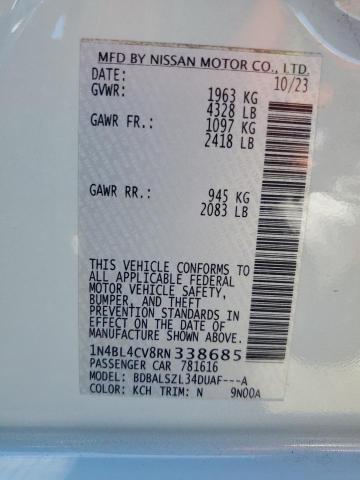 MFD BY NISSAN MOTOR CO., LTD.
DATE: 10/23
GVWR: 1963 KG
4328 LB
GAWR FR.: 1097 KG
2418 LB
GAWR RR.: 945 KG
2083 LB
THIS VEHICLE CONFORMS TO
ALL APPLICABLE FEDERAL
MOTOR VEHICLE SAFETY,
BUMPER, AND THEFT
PREVENTION STANDARDS IN
EFFECT ON THE DATE OF
MANUFACTURE SHOWN ABOVE.
1N4BL4CV8RN338685
PASSENGER CAR 781616
MODEL: BDBALSZL34DUAF---A
COLOR: KCH TRIM: N 9N00A